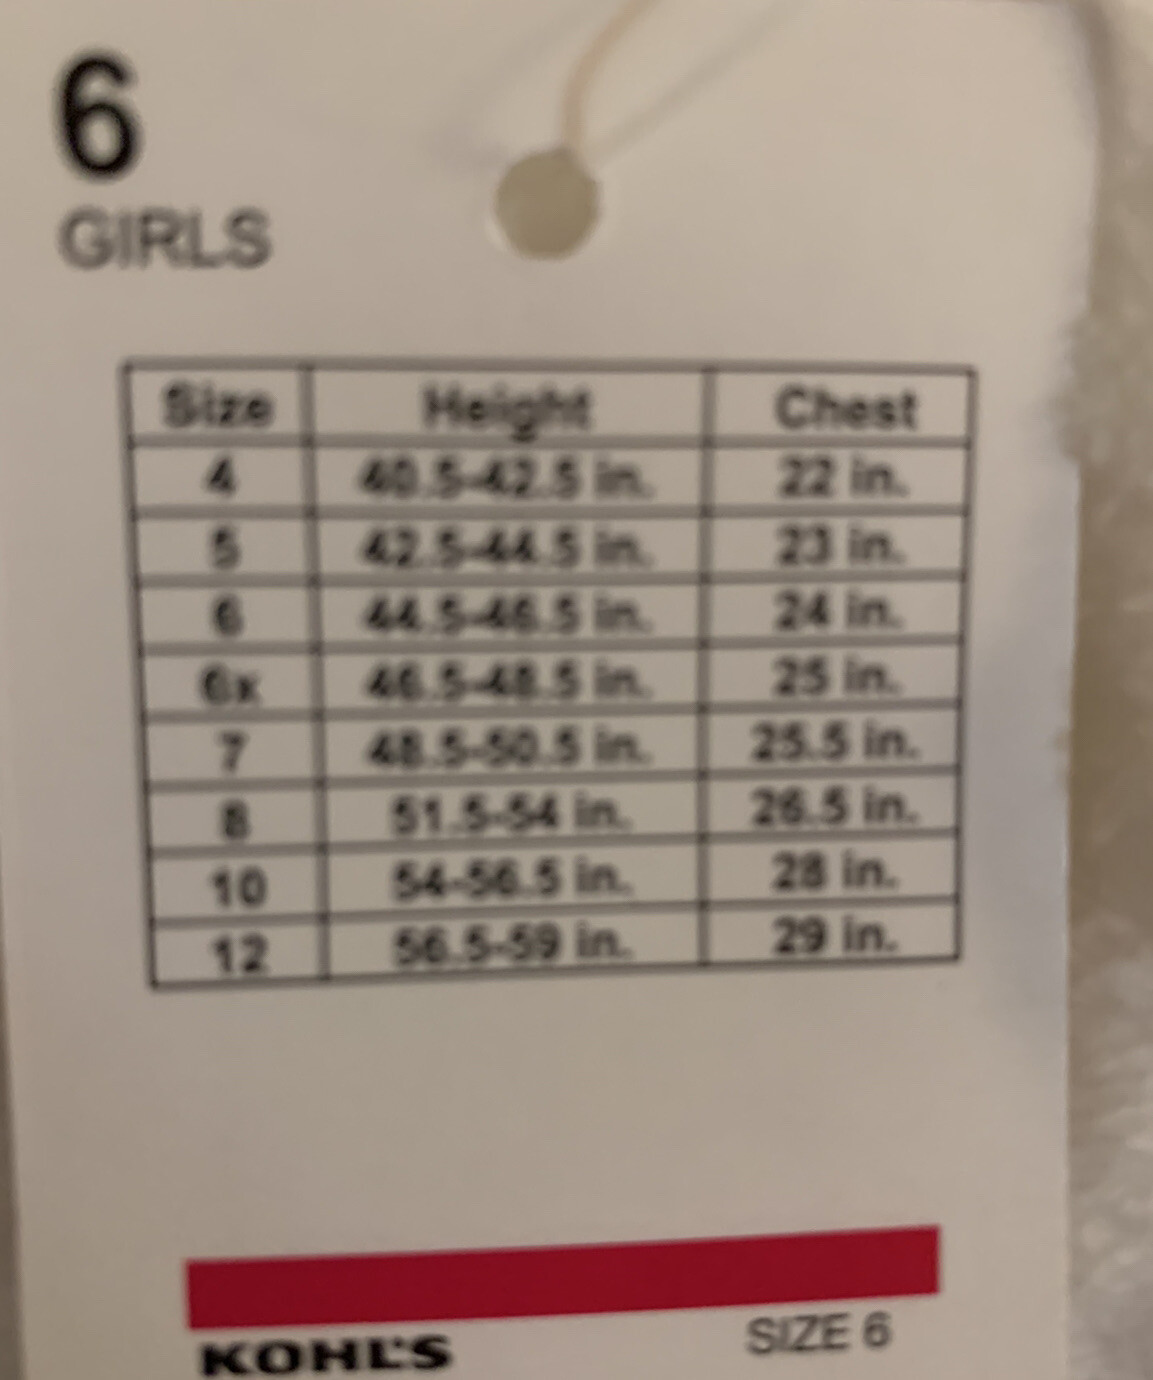 6
GIRLS
Size Height Chest
4 40.5-42.5 in. 22 in.
5 42.5-44.5 in. 23 in.
6 44.5-46.5 in. 24 in.
6x 46.5-48.5 in. 25 in.
7 48.5-50.5 in. 25.5 in.
8 51.5-54 in. 26.5 in.
10 54-56.5 in. 28 in.
12 56.5-59 in. 29 in.
KOHL'S SIZE 6